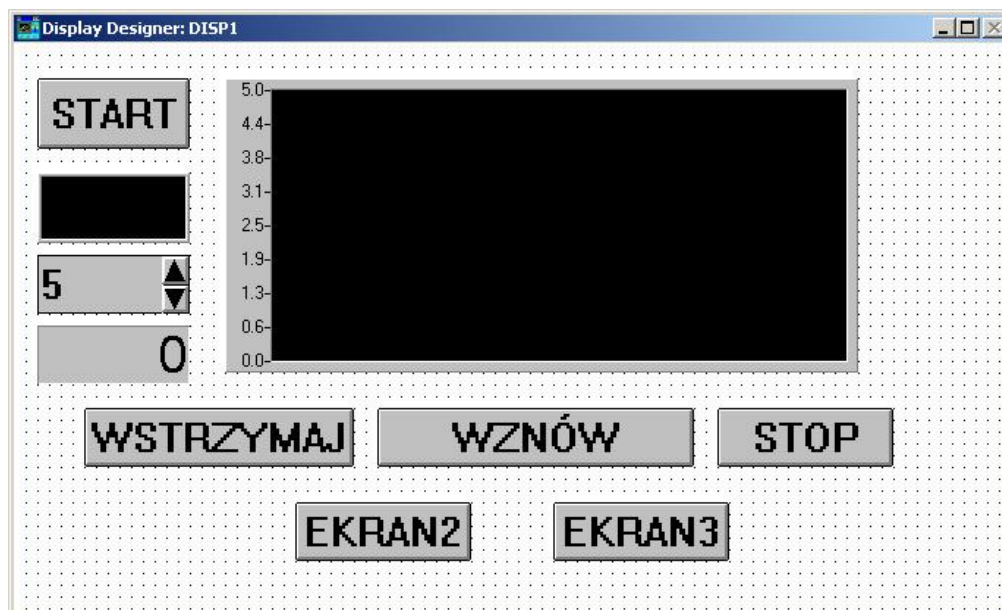 Display Designer: DISP1
START
5.0
4.4
3.8
3.1
2.5
1.9
1.3
0.6
0.0
5
0
WSTRZYMAJ WZNÓW STOP
EKRAN2 EKRAN3